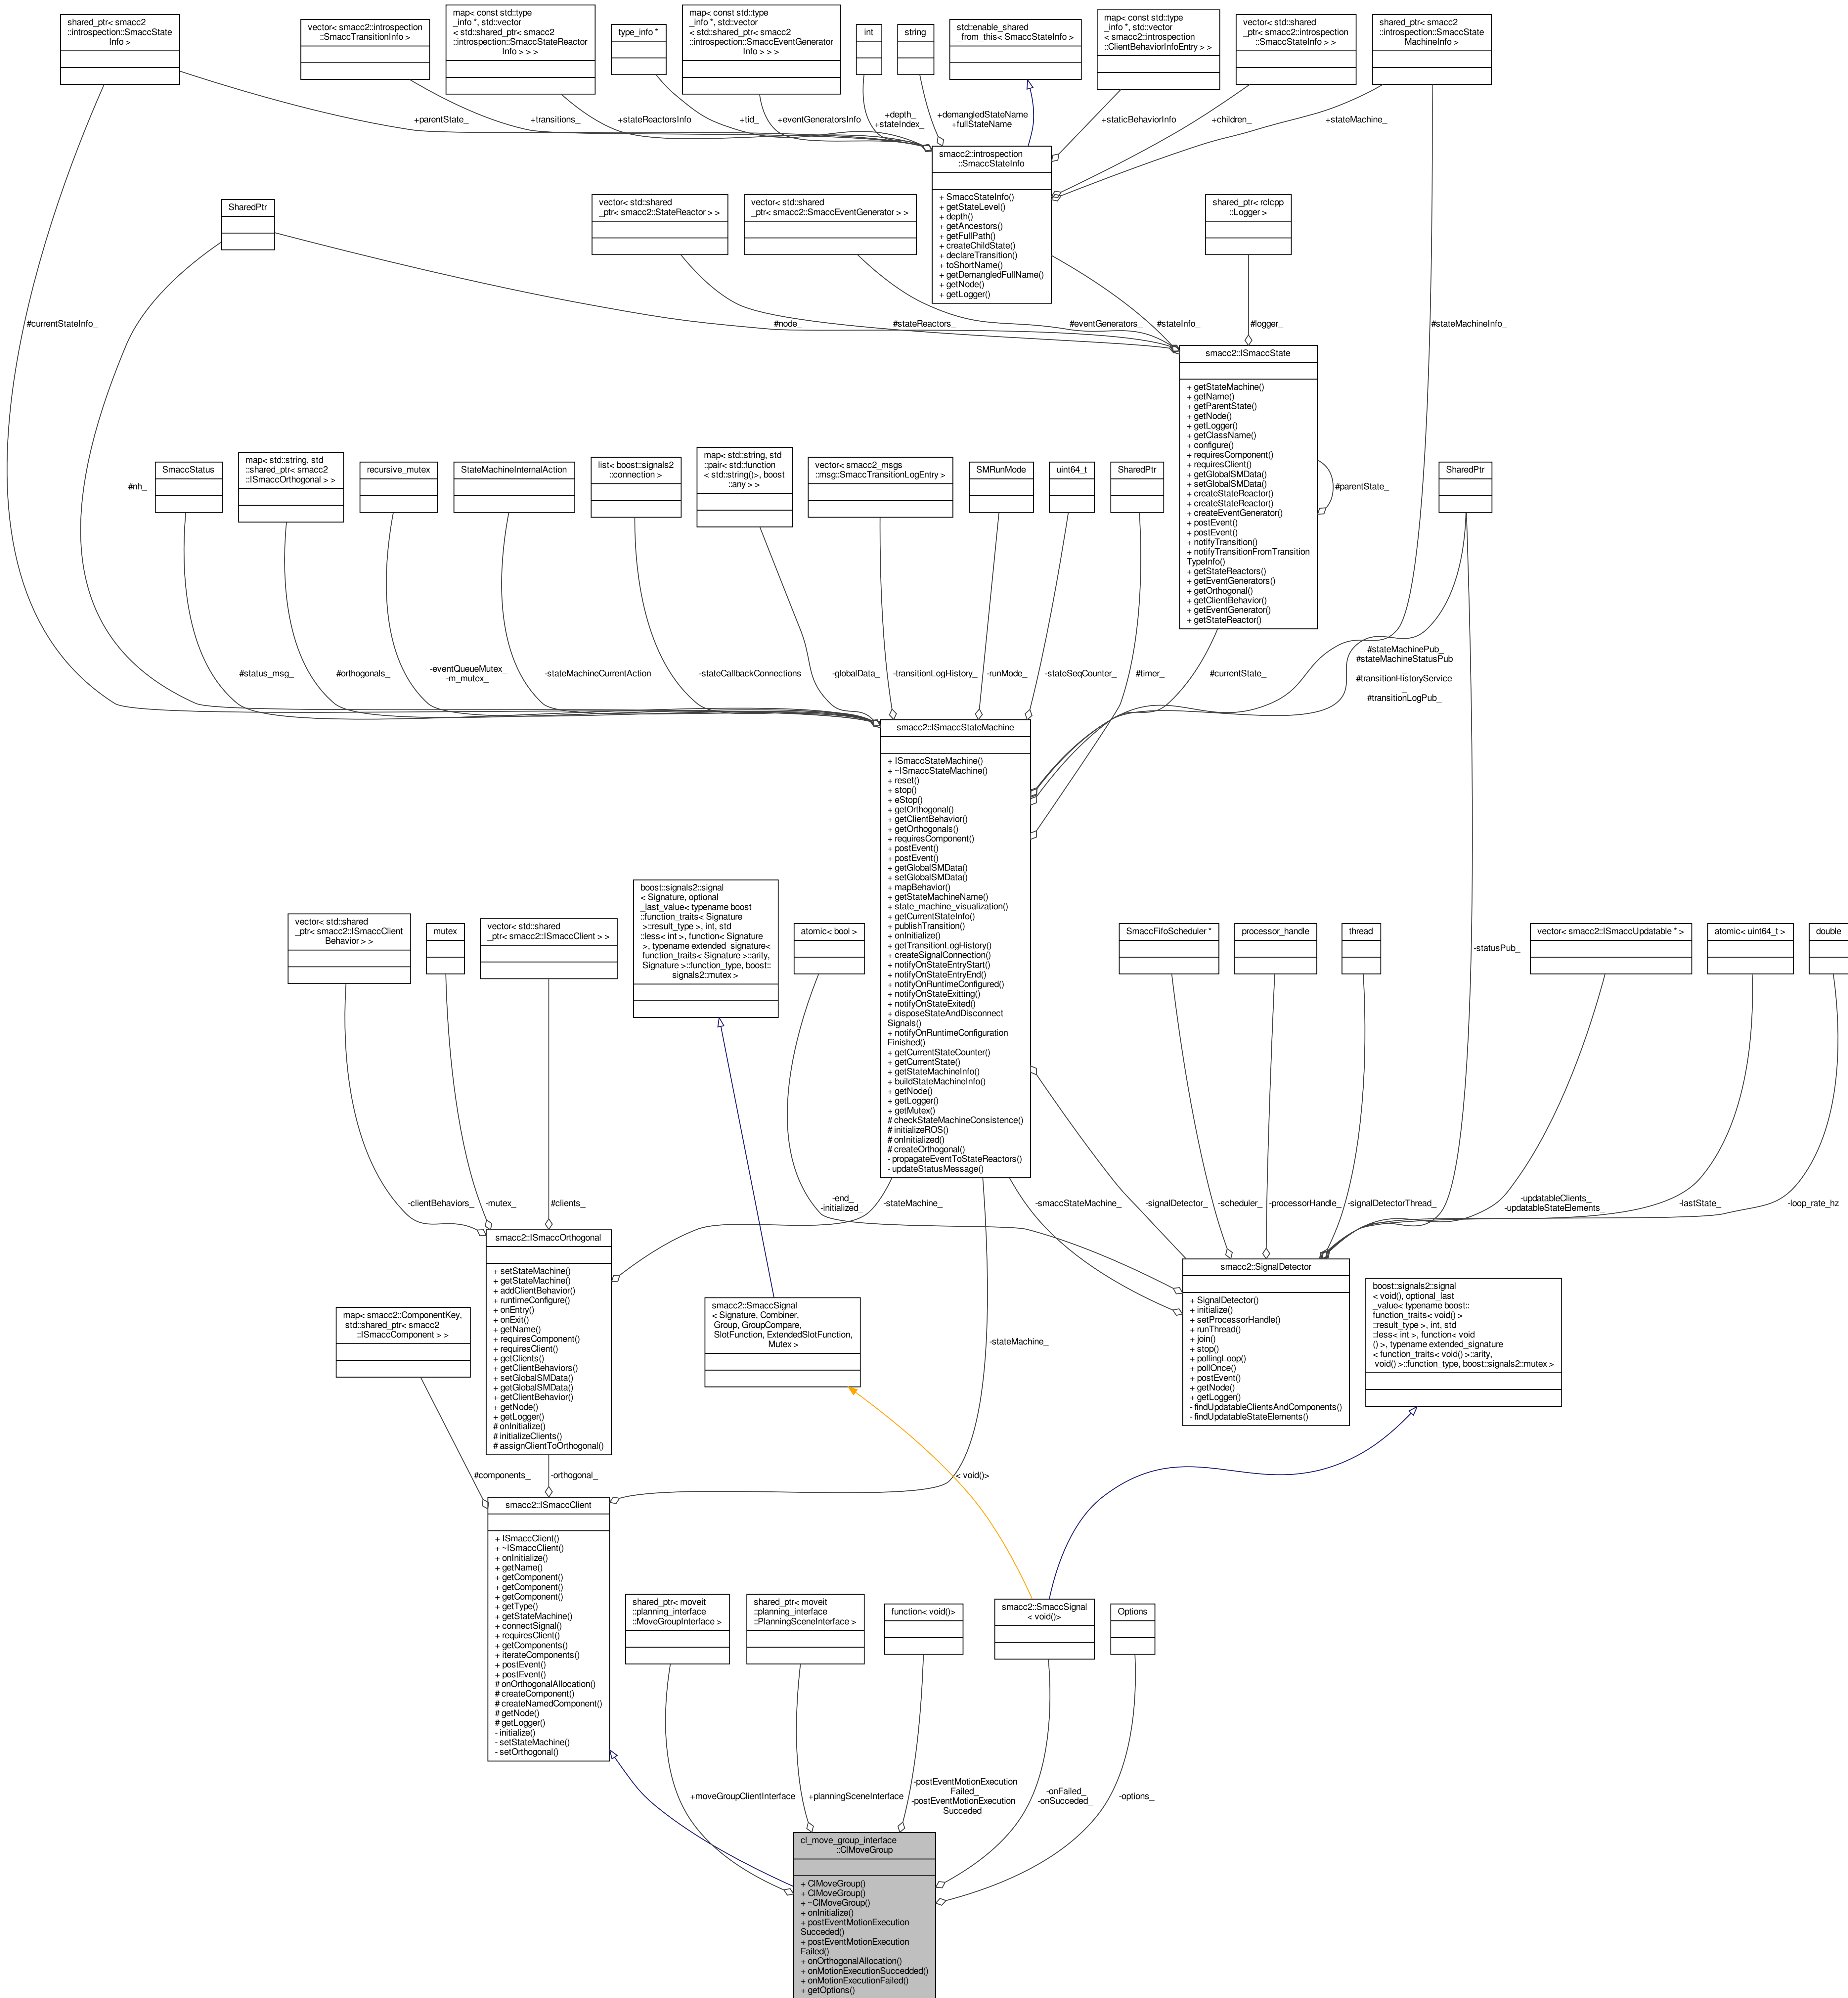 shared_ptr< smacc2
::introspection::SmaccState
Info >
vector< smacc2::introspection
::SmaccTransitionInfo >
map< const std::type
_info *, std::vector
< std::shared_ptr< smacc2
::introspection::SmaccStateReactor
Info > > >
type_info *
map< const std::type
_info *, std::vector
< std::shared_ptr< smacc2
::introspection::SmaccEventGenerator
Info > > >
int
string
std::enable_shared
_from_this< SmaccStateInfo >
map< const std::type
_info *, std::vector
< smacc2::introspection
::ClientBehaviorInfoEntry > >
vector< std::shared
_ptr< smacc2::introspection
::SmaccStateInfo > >
shared_ptr< smacc2
::introspection::SmaccState
MachineInfo >
+parentState_
+transitions_
+stateReactorsInfo
+tid_
+eventGeneratorsInfo
+depth_
+stateIndex_
+demangledStateName
+fullStateName
+staticBehaviorInfo
+children_
+stateMachine_
smacc2::introspection
::SmaccStateInfo
+ SmaccStateInfo()
+ getStateLevel()
+ depth()
+ getAncestors()
+ getFullPath()
+ createChildState()
+ declareTransition()
+ toShortName()
+ getDemangledFullName()
+ getNode()
+ getLogger()
SharedPtr
vector< std::shared
_ptr< smacc2::StateReactor > >
vector< std::shared
_ptr< smacc2::SmaccEventGenerator > >
shared_ptr< rclcpp
::Logger >
#currentStateInfo_
#node_
#stateReactors_
#eventGenerators_
#stateInfo_
#logger_
#stateMachineInfo_
smacc2::ISmaccState
+ getStateMachine()
+ getName()
+ getParentState()
+ getNode()
+ getLogger()
+ getClassName()
+ configure()
+ requiresComponent()
+ requiresClient()
+ getGlobalSMData()
+ setGlobalSMData()
+ createStateReactor()
+ createStateReactor()
+ createEventGenerator()
+ postEvent()
+ postEvent()
+ notifyTransition()
+ notifyTransitionFromTransition
TypeInfo()
+ getStateReactors()
+ getEventGenerators()
+ getOrthogonal()
+ getClientBehavior()
+ getEventGenerator()
+ getStateReactor()
#parentState_
#nh_
SmaccStatus
map< std::string, std
::shared_ptr< smacc2
::ISmaccOrthogonal > >
recursive_mutex
StateMachineInternalAction
list< boost::signals2
::connection >
map< std::string, std
::pair< std::function
< std::string()>, boost
::any > >
vector< smacc2_msgs
::msg::SmaccTransitionLogEntry >
SMRunMode
uint64_t
SharedPtr
SharedPtr
#status_msg_
#orthogonals_
-eventQueueMutex_
-m_mutex_
-stateMachineCurrentAction
-stateCallbackConnections
-globalData_
-transitionLogHistory_
-runMode_
-stateSeqCounter_
#timer_
#currentState_
#stateMachinePub_
#stateMachineStatusPub
_
#transitionHistoryService
_
#transitionLogPub_
smacc2::ISmaccStateMachine
+ ISmaccStateMachine()
+ ~ISmaccStateMachine()
+ reset()
+ stop()
+ eStop()
+ getOrthogonal()
+ getClientBehavior()
+ getOrthogonals()
+ requiresComponent()
+ postEvent()
+ postEvent()
+ getGlobalSMData()
+ setGlobalSMData()
+ mapBehavior()
+ getStateMachineName()
+ state_machine_visualization()
+ getCurrentStateInfo()
+ publishTransition()
+ onInitialize()
+ getTransitionLogHistory()
+ createSignalConnection()
+ notifyOnStateEntryStart()
+ notifyOnStateEntryEnd()
+ notifyOnRuntimeConfigured()
+ notifyOnStateExitting()
+ notifyOnStateExited()
+ disposeStateAndDisconnect
Signals()
+ notifyOnRuntimeConfiguration
Finished()
+ getCurrentStateCounter()
+ getCurrentState()
+ getStateMachineInfo()
+ buildStateMachineInfo()
+ getNode()
+ getLogger()
+ getMutex()
# checkStateMachineConsistence()
# initializeROS()
# onInitialized()
# createOrthogonal()
- propagateEventToStateReactors()
- updateStatusMessage()
vector< std::shared
_ptr< smacc2::ISmaccClient
Behavior > >
mutex
vector< std::shared
_ptr< smacc2::ISmaccClient > >
boost::signals2::signal
< Signature, optional
_last_value< typename boost
::function_traits< Signature
>::result_type >, int, std
::less< int >, function< Signature
>, typename extended_signature<
function_traits< Signature >::arity,
Signature >::function_type, boost::
signals2::mutex >
atomic< bool >
SmaccFifoScheduler *
processor_handle
thread
-statusPub_
vector< smacc2::ISmaccUpdatable * >
atomic< uint64_t >
double
-clientBehaviors_
-mutex_
#clients_
-end_
-initialized_
-stateMachine_
-smaccStateMachine_
-signalDetector_
-scheduler_
-processorHandle_
-signalDetectorThread_
-updatableClients_
-updatableStateElements_
-lastState_
-loop_rate_hz
smacc2::ISmaccOrthogonal
+ setStateMachine()
+ getStateMachine()
+ addClientBehavior()
+ runtimeConfigure()
+ onEntry()
+ onExit()
+ getName()
+ requiresComponent()
+ requiresClient()
+ getClients()
+ getClientBehaviors()
+ setGlobalSMData()
+ getGlobalSMData()
+ getClientBehavior()
+ getNode()
+ getLogger()
# onInitialize()
# initializeClients()
# assignClientToOrthogonal()
map< smacc2::ComponentKey,
std::shared_ptr< smacc2
::ISmaccComponent > >
smacc2::SmaccSignal
< Signature, Combiner,
Group, GroupCompare,
SlotFunction, ExtendedSlotFunction,
Mutex >
-stateMachine_
smacc2::SignalDetector
+ SignalDetector()
+ initialize()
+ setProcessorHandle()
+ runThread()
+ join()
+ stop()
+ pollingLoop()
+ pollOnce()
+ postEvent()
+ getNode()
+ getLogger()
- findUpdatableClientsAndComponents()
- findUpdatableStateElements()
boost::signals2::signal
< void(), optional_last
_value< typename boost::
function_traits< void() >
::result_type >, int, std
::less< int >, function< void
() >, typename extended_signature
< function_traits< void() >::arity,
void() >::function_type, boost::signals2::mutex >
#components_
-orthogonal_
< void()>
smacc2::ISmaccClient
+ ISmaccClient()
+ ~ISmaccClient()
+ onInitialize()
+ getName()
+ getComponent()
+ getComponent()
+ getComponent()
+ getType()
+ getStateMachine()
+ connectSignal()
+ requiresClient()
+ getComponents()
+ iterateComponents()
+ postEvent()
+ postEvent()
# onOrthogonalAllocation()
# createComponent()
# createNamedComponent()
# getNode()
# getLogger()
- initialize()
- setStateMachine()
- setOrthogonal()
shared_ptr< moveit
::planning_interface
::MoveGroupInterface >
shared_ptr< moveit
::planning_interface
::PlanningSceneInterface >
function< void()>
smacc2::SmaccSignal
< void()>
Options
+moveGroupClientInterface
+planningSceneInterface
-postEventMotionExecution
Failed_
-postEventMotionExecution
Succeded_
-onFailed_
-onSucceded_
-options_
cl_move_group_interface
::ClMoveGroup
+ ClMoveGroup()
+ ClMoveGroup()
+ ~ClMoveGroup()
+ onInitialize()
+ postEventMotionExecution
Succeded()
+ postEventMotionExecution
Failed()
+ onOrthogonalAllocation()
+ onMotionExecutionSuccedded()
+ onMotionExecutionFailed()
+ getOptions()